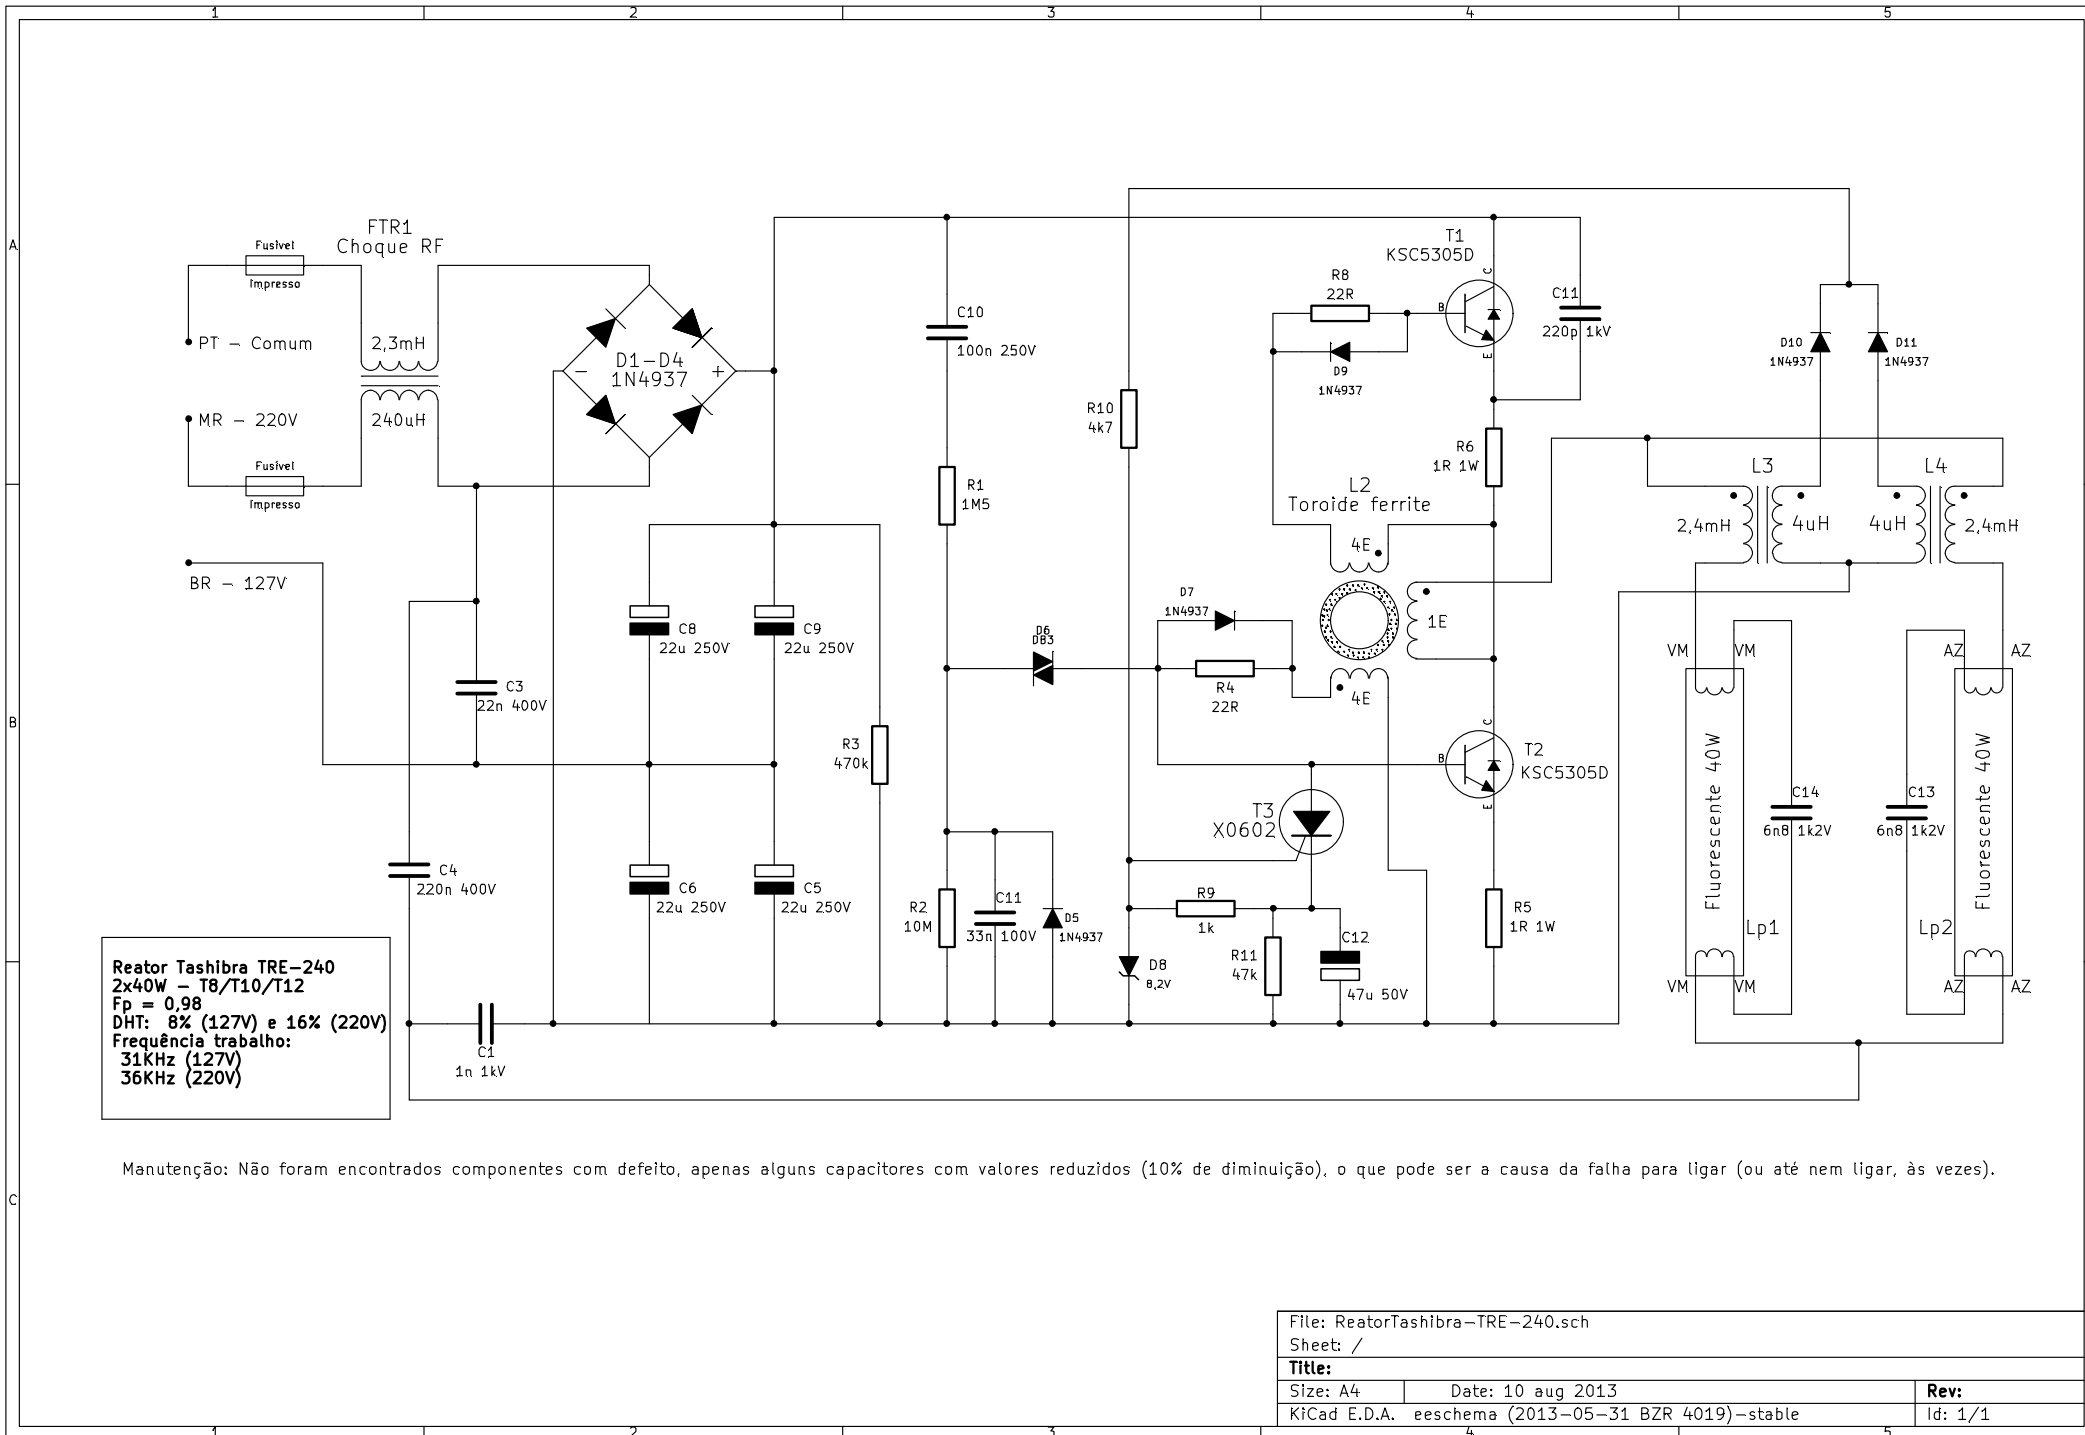 1 2 3 4 5
A
B
C
FTR1
Choque RF
Fusível
Impresso
PT – Comum
2,3mH
MR – 220V
240uH
Fusível
Impresso
BR – 127V
D1–D4
1N4937
–
+
C3
22n 400V
C4
220n 400V
C8
22u 250V
C9
22u 250V
C6
22u 250V
C5
22u 250V
R3
470k
C1
1n 1kV
C10
100n 250V
R1
1M5
R2
10M
C11
33n 100V
D5
1N4937
D6
DB3
R10
4k7
D7
1N4937
R4
22R
T3
X0602
R9
1k
D8
8,2V
R11
47k
C12
47u 50V
R8
22R
D9
1N4937
T1
KSC5305D
B
C
E
C11
220p 1kV
R6
1R 1W
L2
Toroide ferrite
4E
1E
4E
T2
KSC5305D
B
C
E
R5
1R 1W
D10
1N4937
D11
1N4937
L3
2,4mH
4uH
L4
4uH
2,4mH
VM
VM
AZ
AZ
Fluorescente 40W
C14
6n8 1k2V
C13
6n8 1k2V
Fluorescente 40W
Lp1
Lp2
VM
VM
AZ
AZ
Reator Tashibra TRE–240
2x40W – T8/T10/T12
Fp = 0,98
DHT: 8% (127V) e 16% (220V)
Frequência trabalho:
31KHz (127V)
36KHz (220V)
Manutenção: Não foram encontrados componentes com defeito, apenas alguns capacitores com valores reduzidos (10% de diminuição), o que pode ser a causa da falha para ligar (ou até nem ligar, às vezes).
File: ReatorTashibra–TRE–240.sch
Sheet: /
Title:
Size: A4 Date: 10 aug 2013 Rev:
KiCad E.D.A. eeschema (2013–05–31 BZR 4019)–stable Id: 1/1
1 2 3 4 5